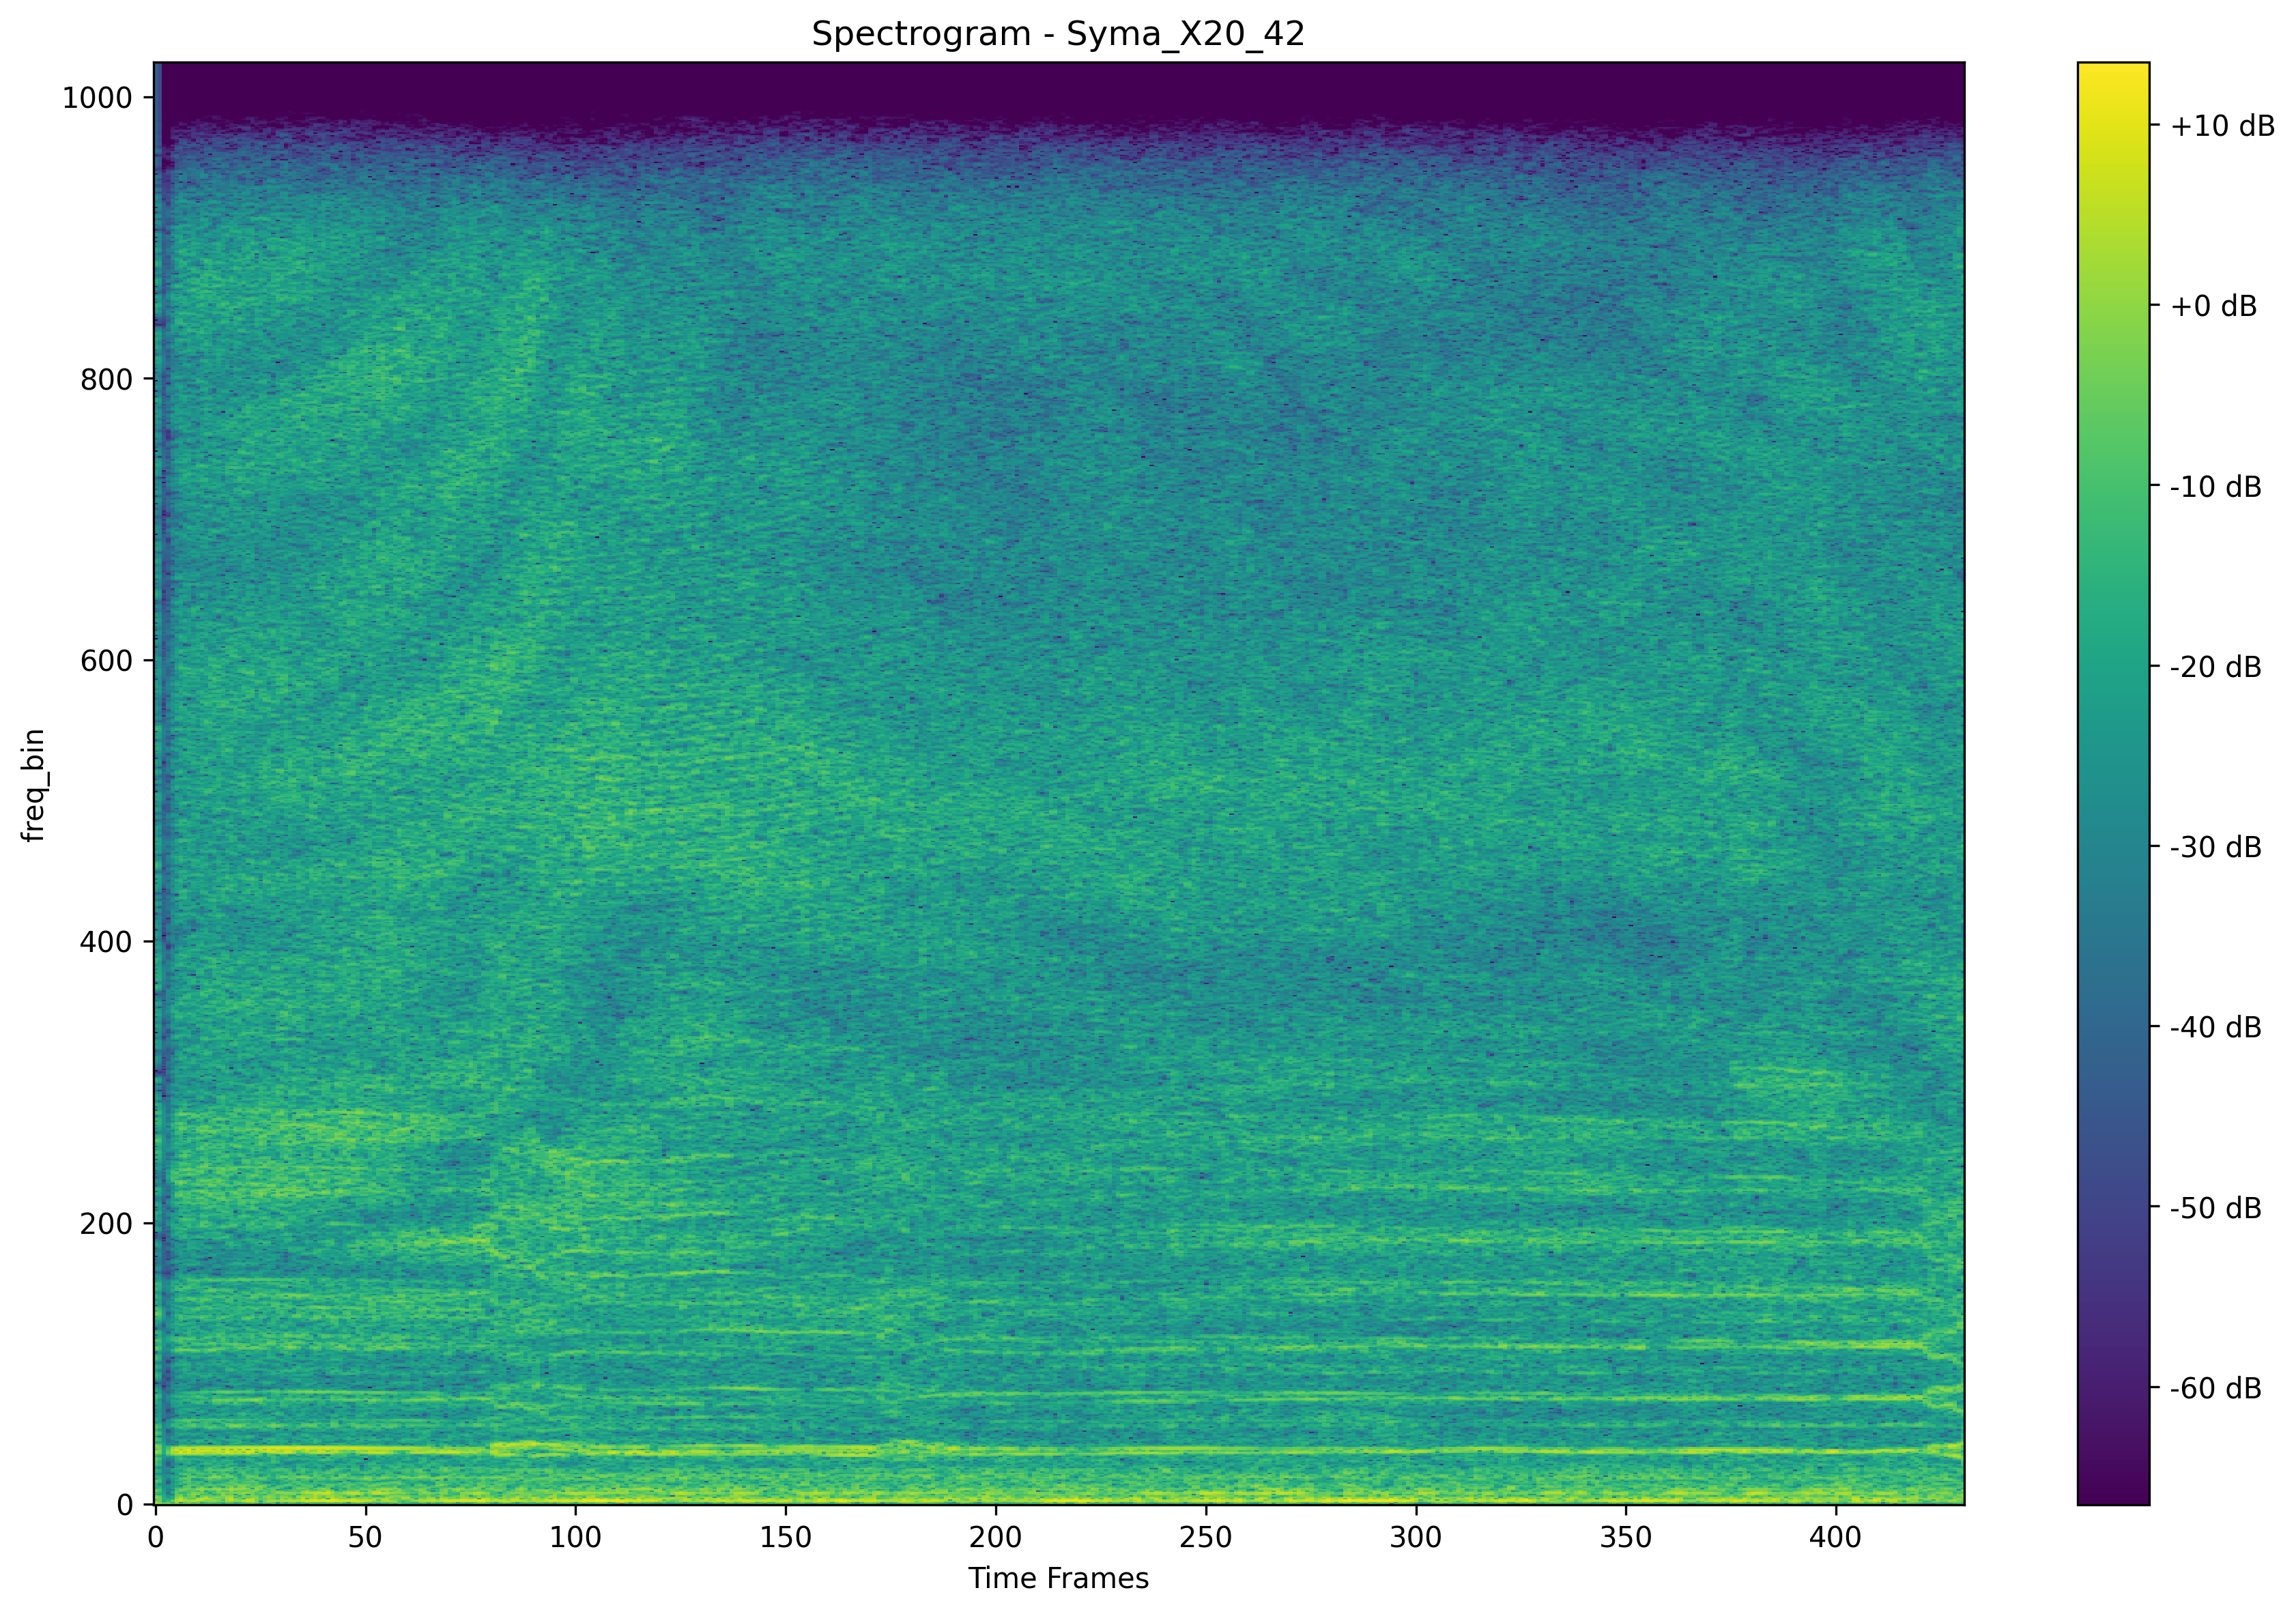 Spectrogram - Syma_X20_42
1000
800
600
400
200
0
freq_bin
0 50 100 150 200 250 300 350 400
Time Frames
+10 dB
+0 dB
-10 dB
-20 dB
-30 dB
-40 dB
-50 dB
-60 dB